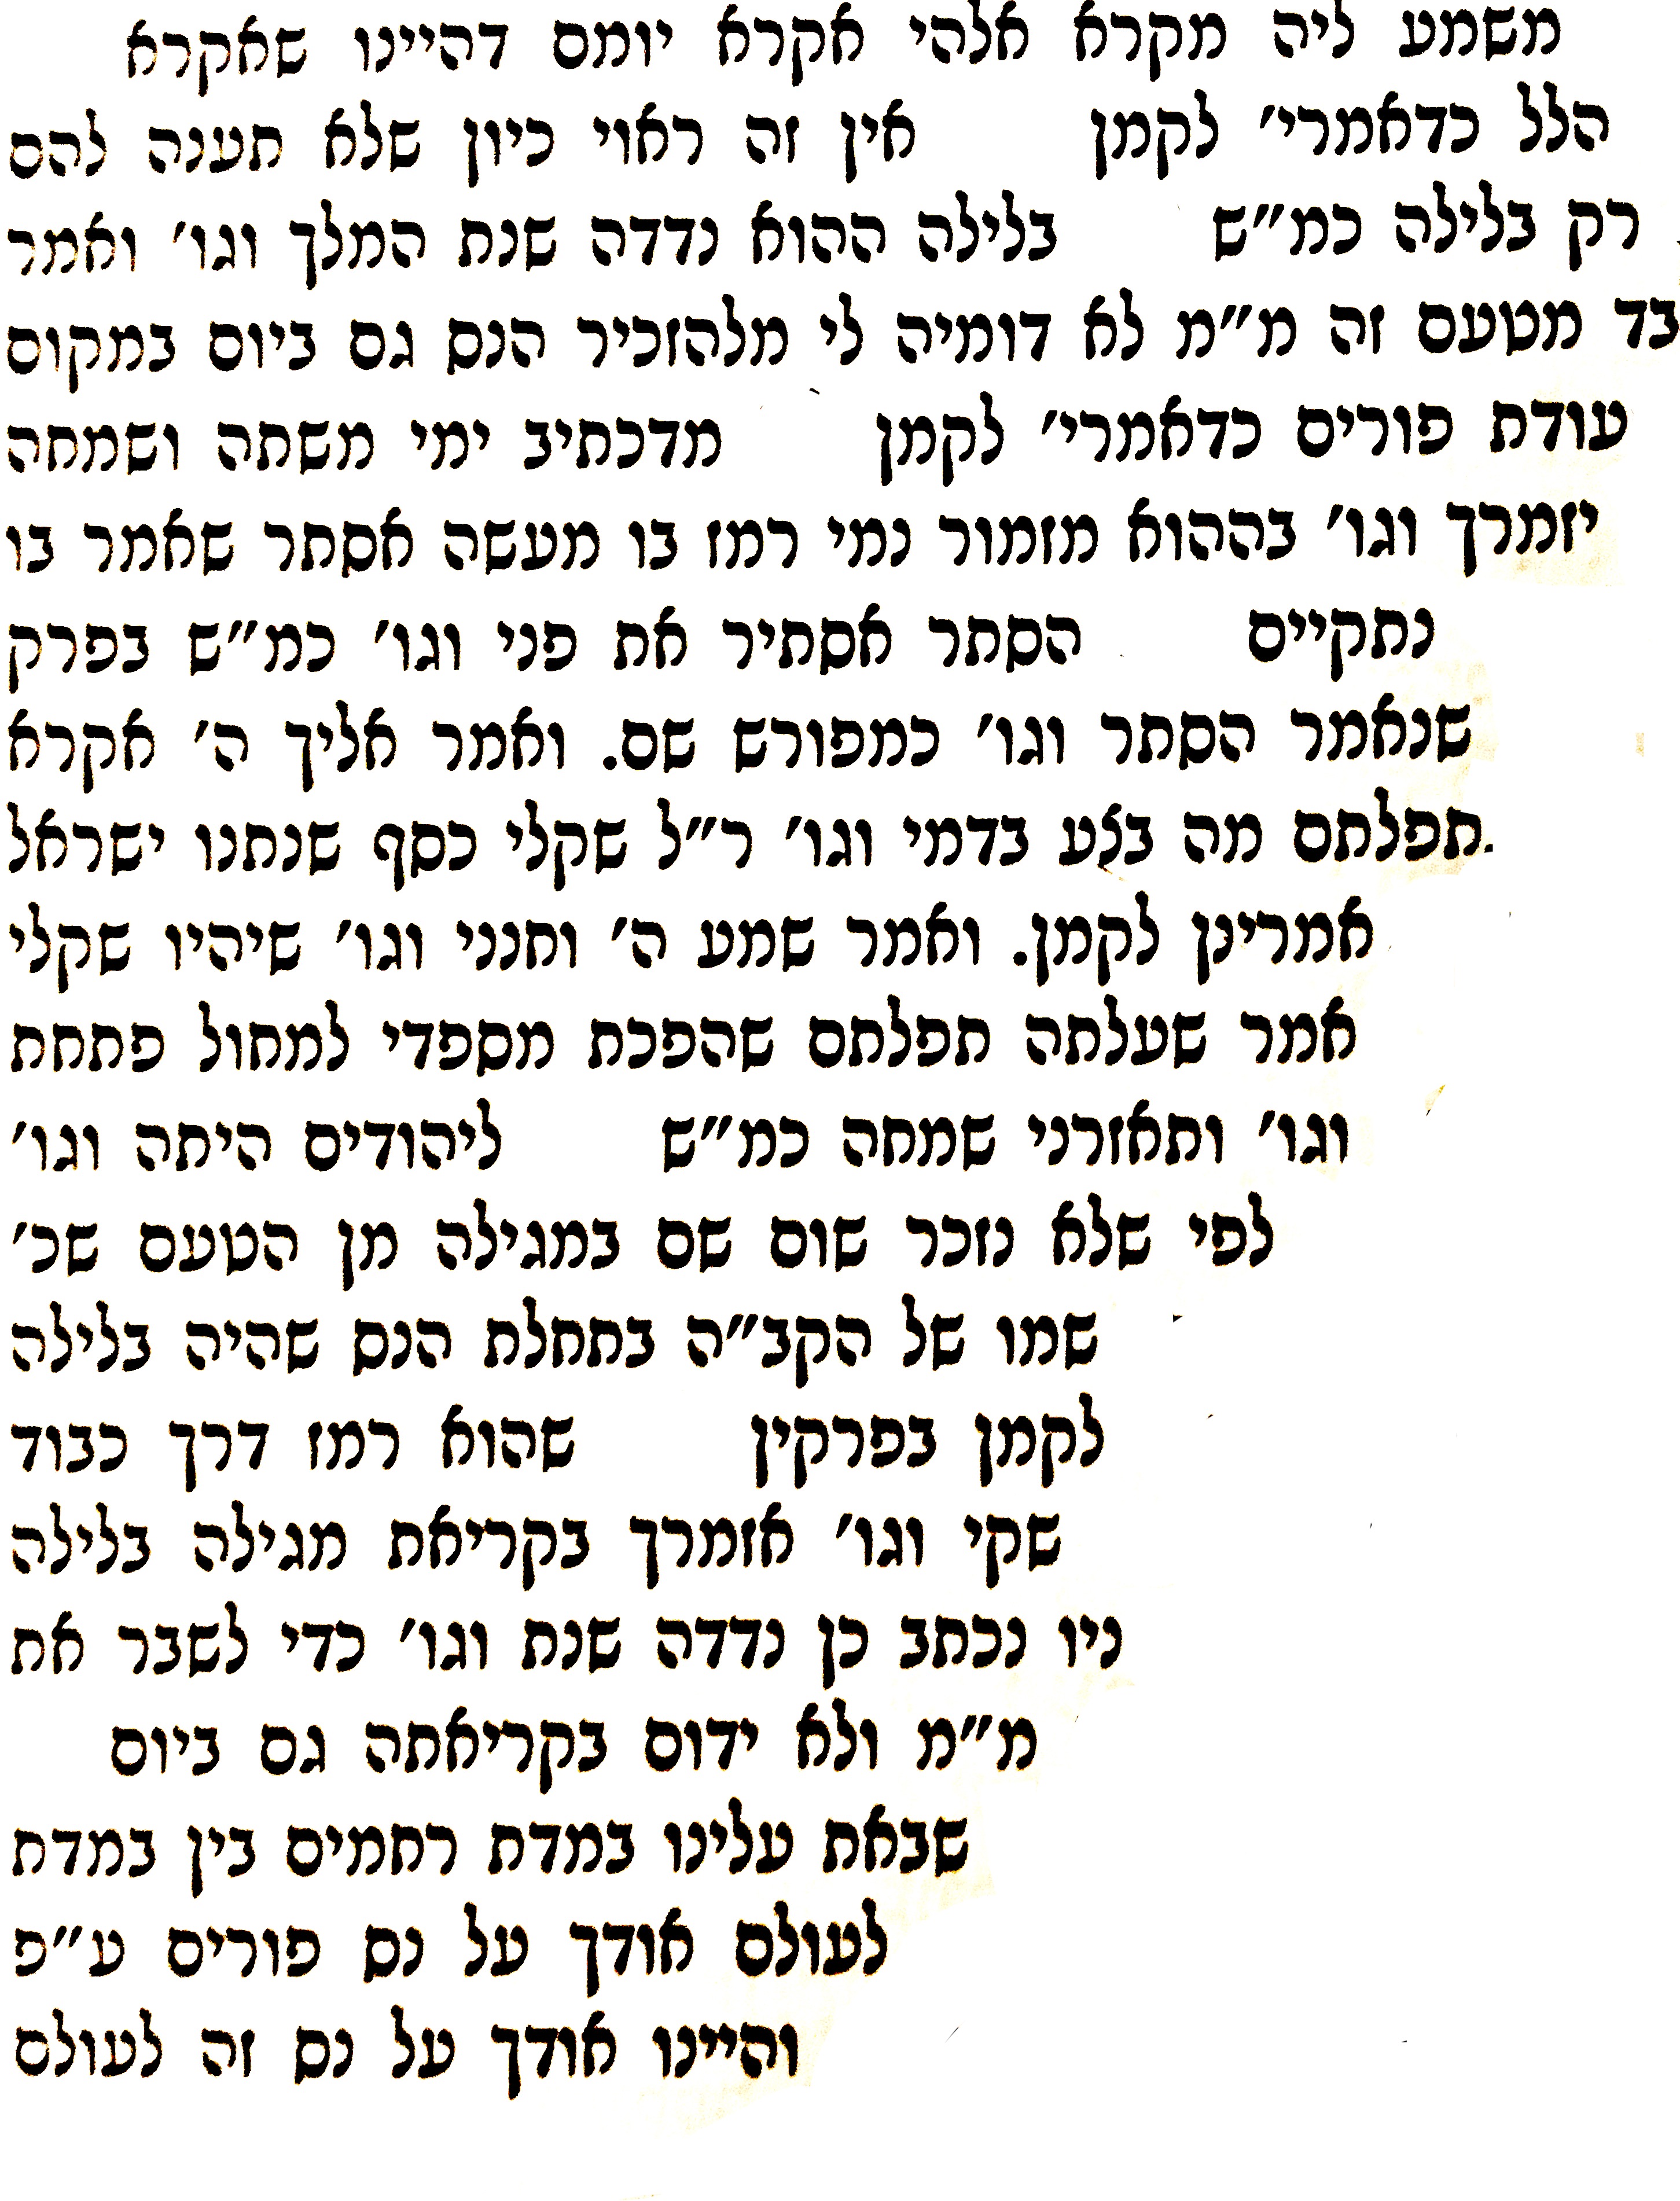 משמע ליה מקרא אלהי אקרא יומם דהיינו שאקרא
הלל כדאמרי׳ לקמן אין זה ראוי כיון שלא תענה להם
רק בלילה כמ״ש בלילה ההוא נדדה שנת המלך וגו׳ ואמר
בד מטעם זה מ״מ לא דומיה לי מלהזכיר הנס גם ביום במקום
עודת פורים כדאמרי׳ לקמן מדכתיב ימי משתה ושמחה
יזמרך וגו׳ בההוא מזמור נמי רמז בו מעשה אסתר שאמר בו
נתקיים הסתר אסתיר את פני וגו׳ כמ״ש בפרק
שנאמר הסתר וגו׳ כמפורש שם. ואמר אליך ה׳ אקרא
תפלתם מה בצע בדמי וגו׳ ר״ל שקלי כסף שנתנו ישראל
אמרינן לקמן. ואמר שמע ה׳ וחנני וגו׳ שיהיו שקלי
אמר שעלתה תפלתם שהפכת מספדי למחול פתחת
וגו׳ ותאזרני שמחה כמ״ש ליהודים היתה וגו׳
לפי שלא נזכר שום שם במגילה מן הטעם שכ׳
שמו של הקב״ה בתחלת הנס שהיה בלילה
לקמן בפרקין שהוא רמז דרך כבוד
שקי וגו׳ אזמרך בקריאת מגילה בלילה
ניו נכתב כן נדדה שנת וגו׳ כדי לשבר את
מ״מ ולא ידום בקריאתה גם ביום
שבאת עלינו במדת רחמים בין במדת
לעולם אודך על נס פורים ע״פ
והיינו אודך על נס זה לעולם